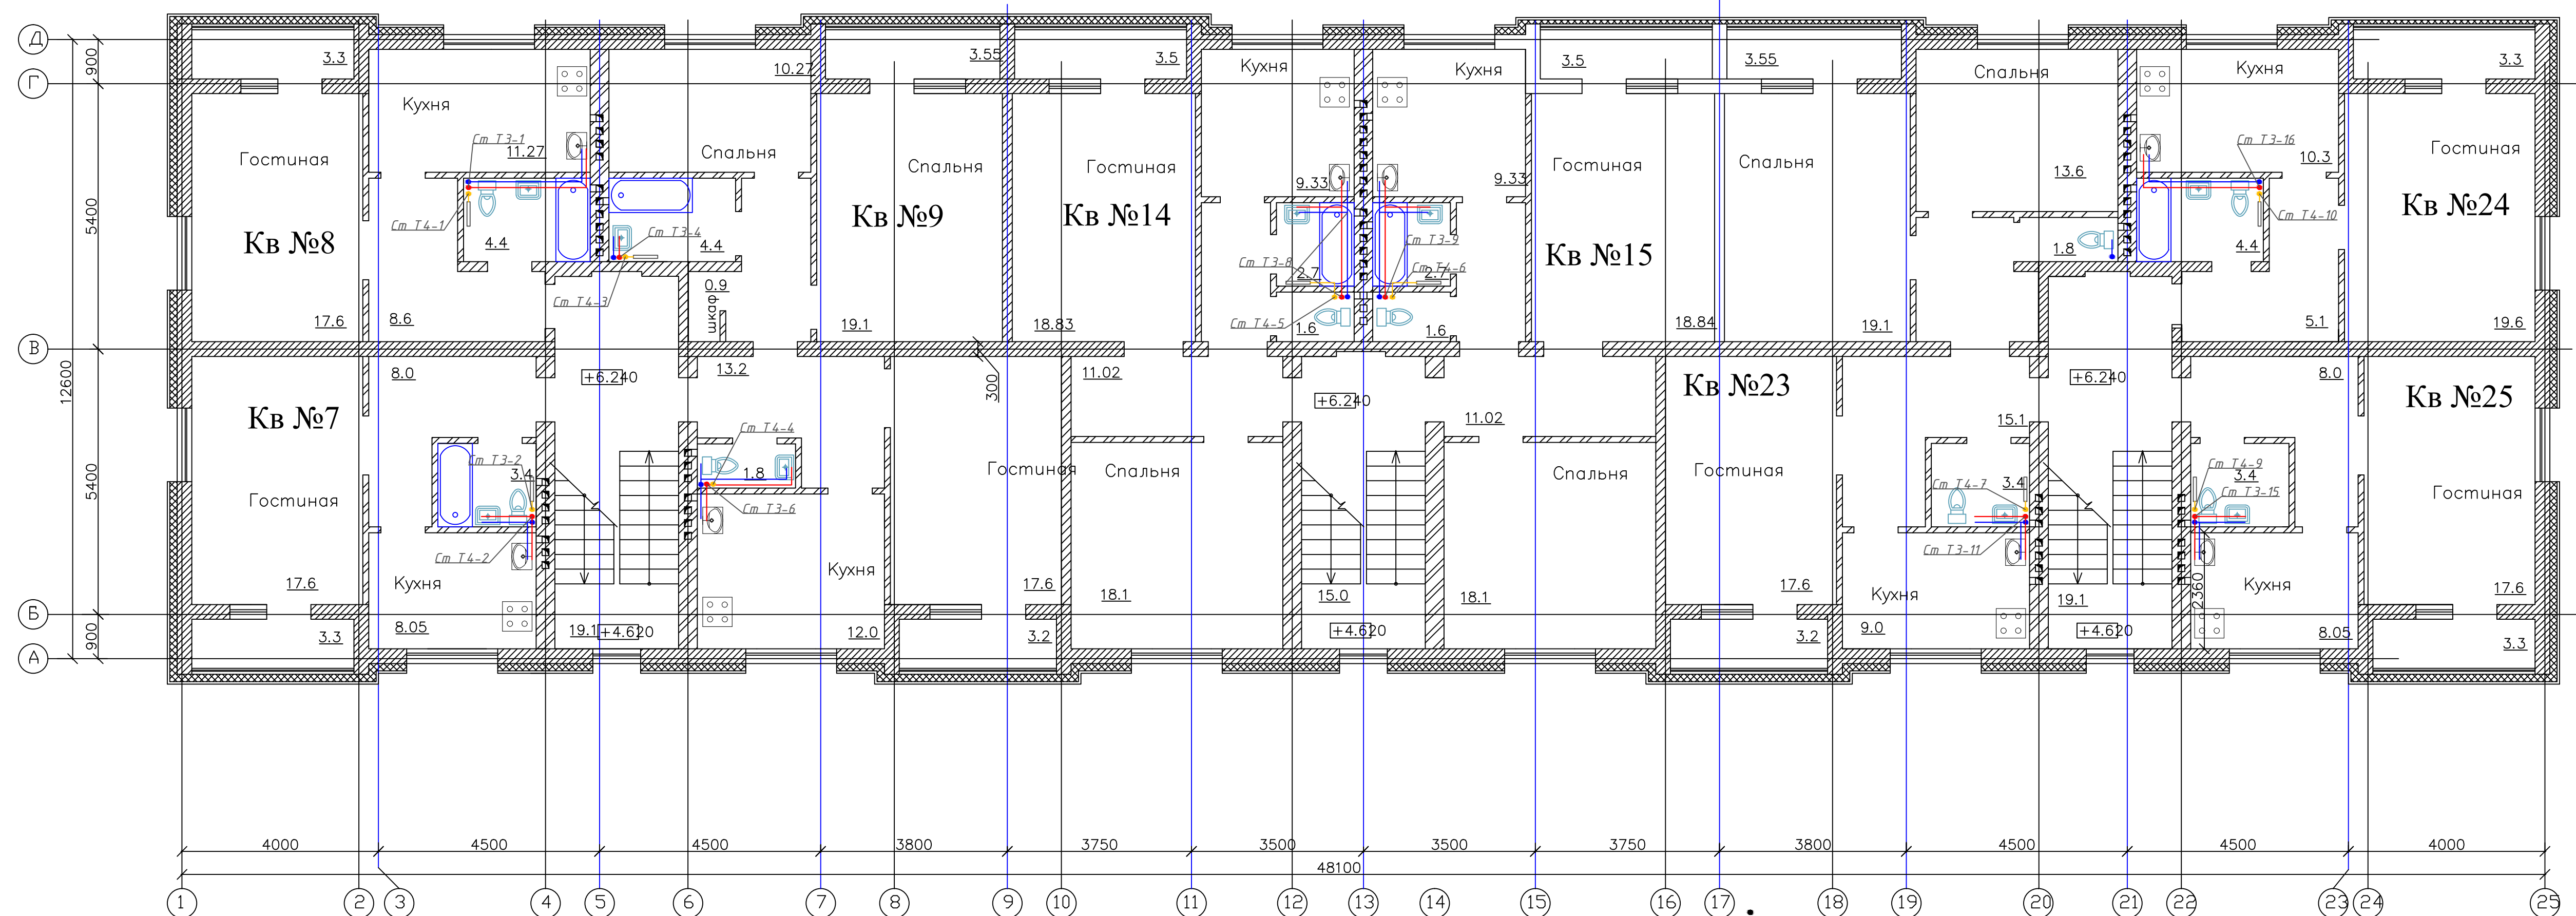 Д
Г
В
Б
А
900
5400
5400
900
12600
3.3
10.27
3.55
3.5
Кухня
Кухня
3.5
3.55
Спальня
Кухня
3.3
Кухня
Ст Т3-1
11.27
Гостиная
Спальня
Спальня
Гостиная
9.33
9.33
Гостиная
Спальня
13.6
Ст Т3-16
10.3
Гостиная
Кв №8
Ст Т4-1
4.4
Ст Т3-4
4.4
Кв №9
Кв №14
Ст Т3-8
2.7
Ст Т3-9
Ст Т4-6
2.7
Кв №15
1.8
4.4
Ст Т4-10
Кв №24
17.6
8.6
Ст Т4-3
0.9
шкаф
19.1
18.83
Ст Т4-5
1.6
1.6
18.84
19.1
5.1
19.6
8.0
+6.240
13.2
300
11.02
+6.240
11.02
Кв №23
+6.240
8.0
Кв №7
Кв №25
15.1
Ст Т3-2
3.4
Ст Т4-4
1.8
Ст Т3-6
Гостиная
Спальня
Спальня
Гостиная
Ст Т4-7
3.4
Ст Т4-9
3.4
Ст Т3-15
Гостиная
Гостиная
Ст Т4-2
Ст Т3-11
17.6
Кухня
Кухня
17.6
18.1
15.0
18.1
17.6
Кухня
19.1
2360
Кухня
17.6
3.3
8.05
19.1
+4.620
12.0
3.2
+4.620
3.2
9.0
+4.620
8.05
3.3
4000
4500
4500
3800
3750
3500
3500
3750
3800
4500
4500
4000
48100
1
2
3
4
5
6
7
8
9
10
11
12
13
14
15
16
17
18
19
20
21
22
23
24
25